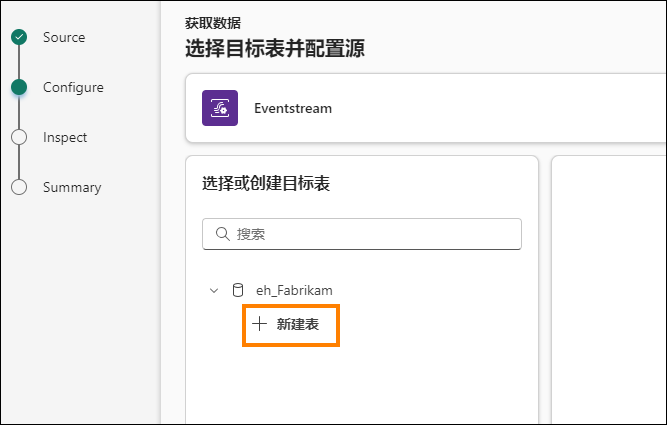 Source
Configure
Inspect
Summary
获取数据
选择目标表并配置源
Eventstream
选择或创建目标表
搜索
eh_Fabrikam
新建表